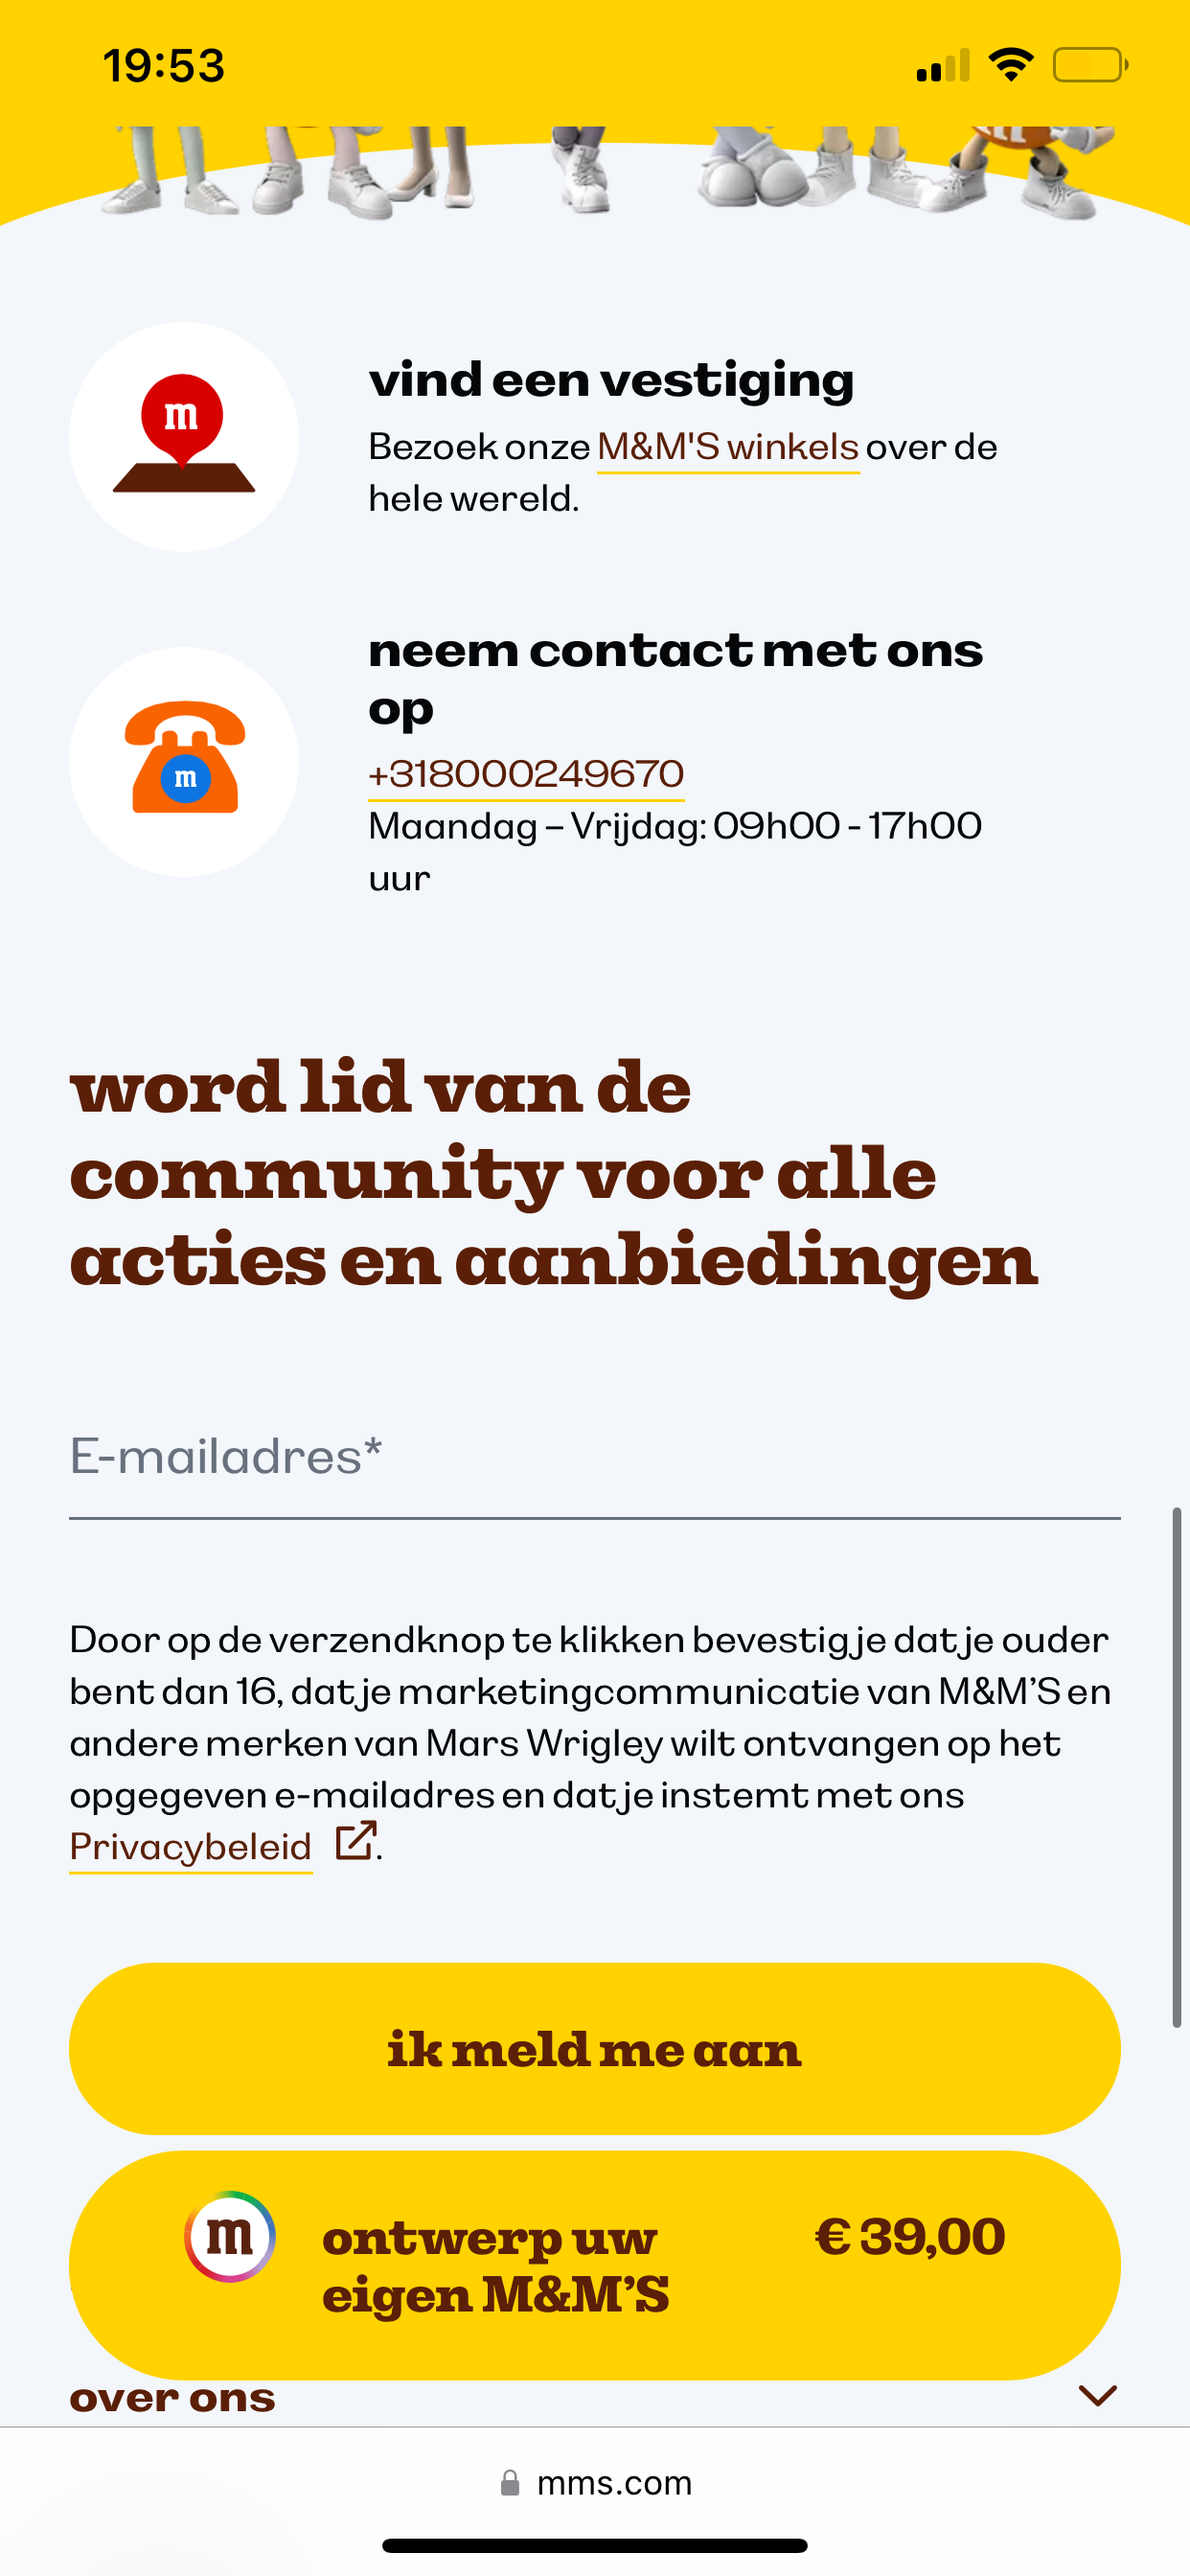 19:53
m
vind een vestiging
Bezoek onze M&M'S winkels over de
hele wereld.
m
neem contact met ons
op
+318000249670
Maandag – Vrijdag: 09h00 - 17h00
uur
word lid van de
community voor alle
acties en aanbiedingen
E-mailadres*
Door op de verzendknop te klikken bevestig je dat je ouder
bent dan 16, dat je marketingcommunicatie van M&M’S en
andere merken van Mars Wrigley wilt ontvangen op het
opgegeven e-mailadres en dat je instemt met ons
Privacybeleid .
ik meld me aan
m
ontwerp uw € 39,00
eigen M&M’S
over ons
mms.com